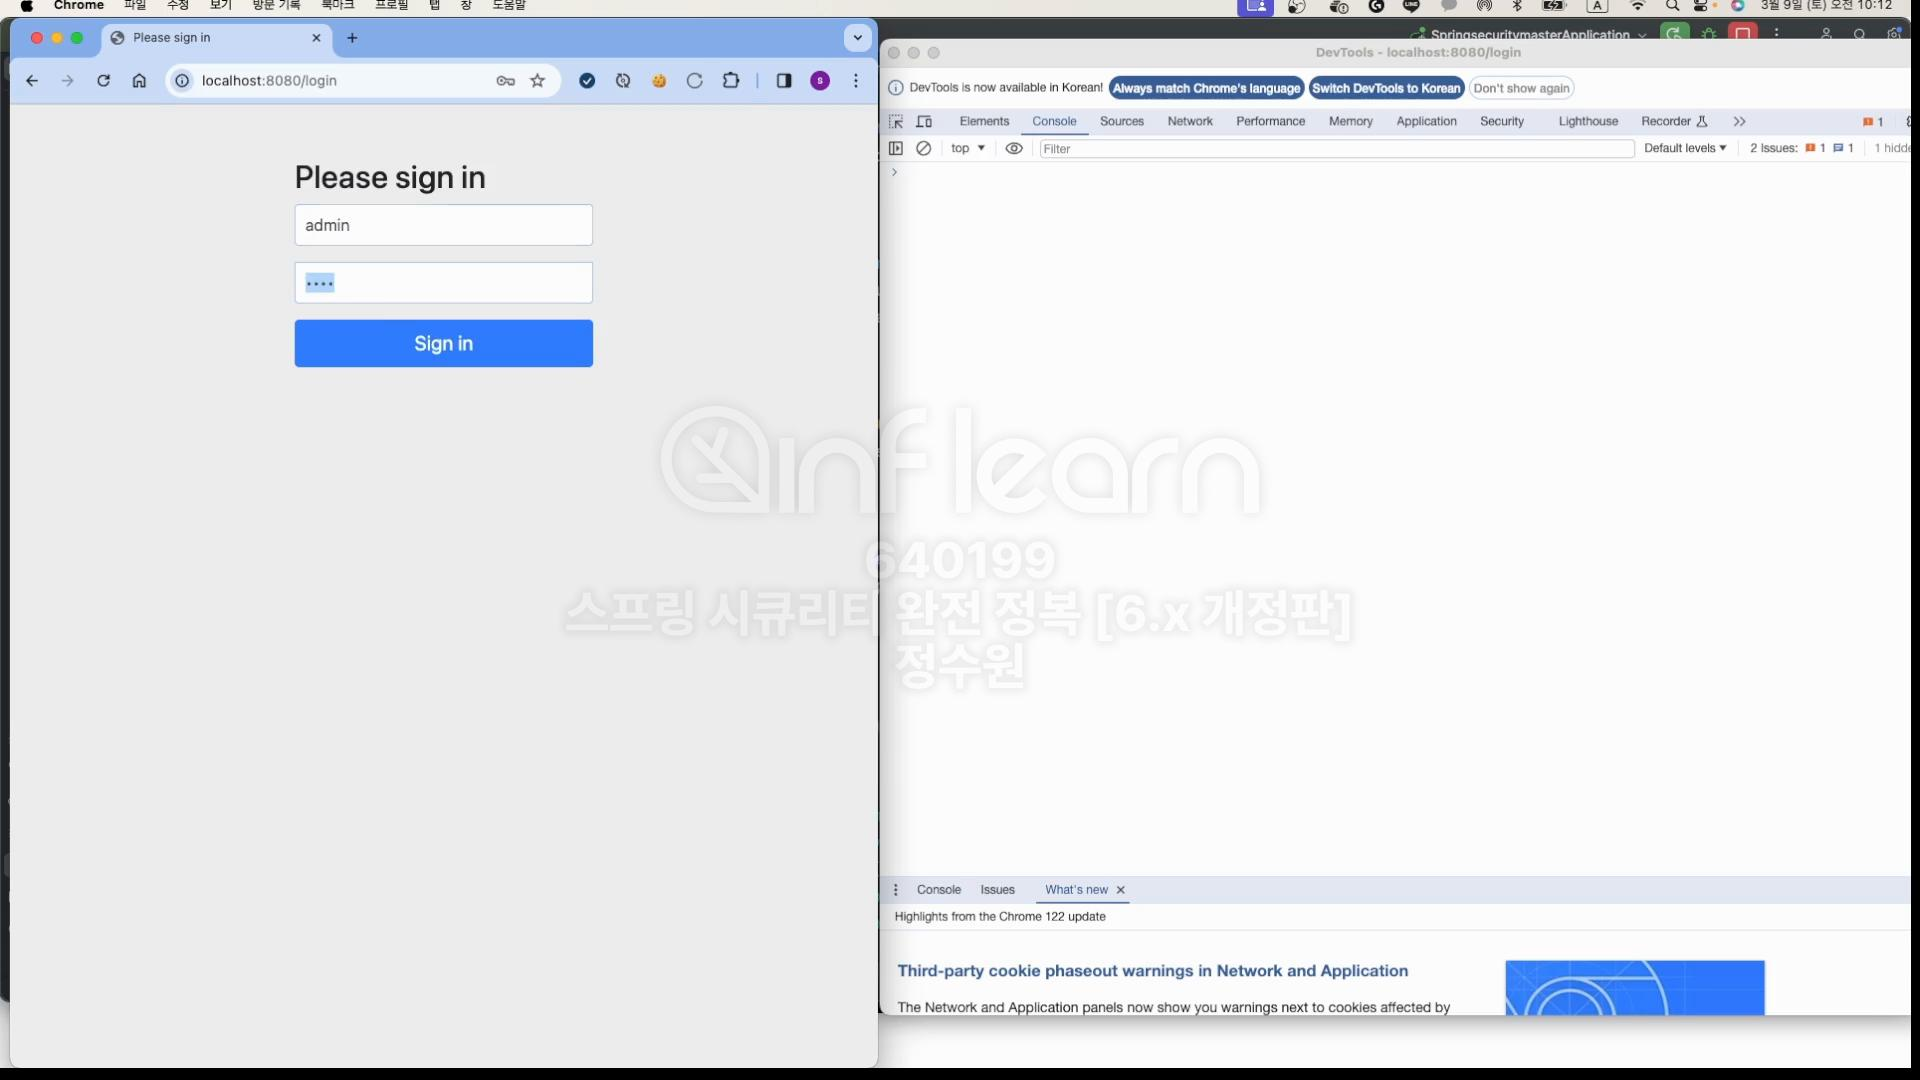 Chrome 파일 수정 보기 방문 기록 북마크 프로필 탭 창 도움말
A 3월 9일 (토) 오전 10:12
Please sign in
localhost:8080/login
Please sign in
admin
Sign in
SpringsecuritymasterApplication
DevTools - localhost:8080/login
DevTools is now available in Korean! Always match Chrome's language Switch DevTools to Korean Don't show again
Elements Console Sources Network Performance Memory Application Security Lighthouse Recorder 1
top Filter Default levels 2 Issues: 1 1 1 hidde
inflearn
640199
스프링 시큐리티 완전 정복 [6.x 개정판]
정수원
Console Issues What's new
Highlights from the Chrome 122 update
Third-party cookie phaseout warnings in Network and Application
The Network and Application panels now show you warnings next to cookies affected by